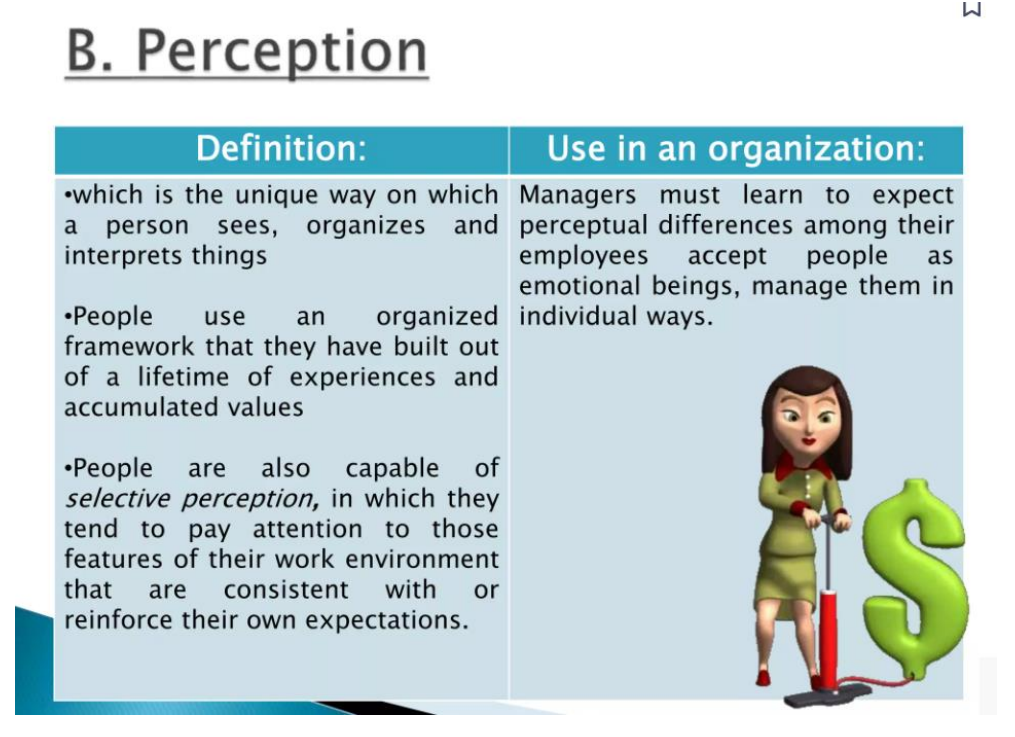 B. Perception
Definition:
•which is the unique way on which
a person sees, organizes and
interprets things
•People use an organized
framework that they have built out
of a lifetime of experiences and
accumulated values
•People are also capable of
selective perception, in which they
tend to pay attention to those
features of their work environment
that are consistent with or
reinforce their own expectations.
Use in an organization:
Managers must learn to expect
perceptual differences among their
employees accept people as
emotional beings, manage them in
individual ways.